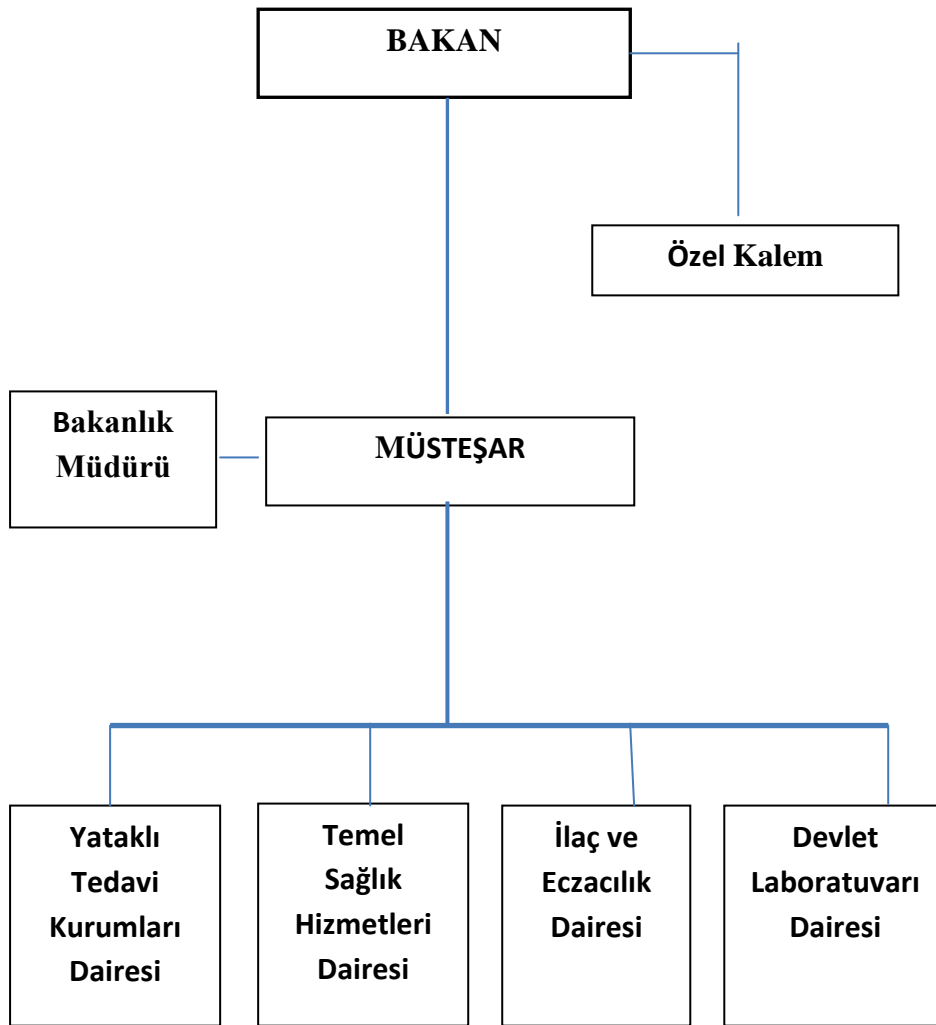 BAKAN
Özel Kalem
Bakanlık
Müdürü
MÜSTEŞAR
Yataklı
Tedavi
Kurumları
Dairesi
Temel
Sağlık
Hizmetleri
Dairesi
İlaç ve
Eczacılık
Dairesi
Devlet
Laboratuvarı
Dairesi